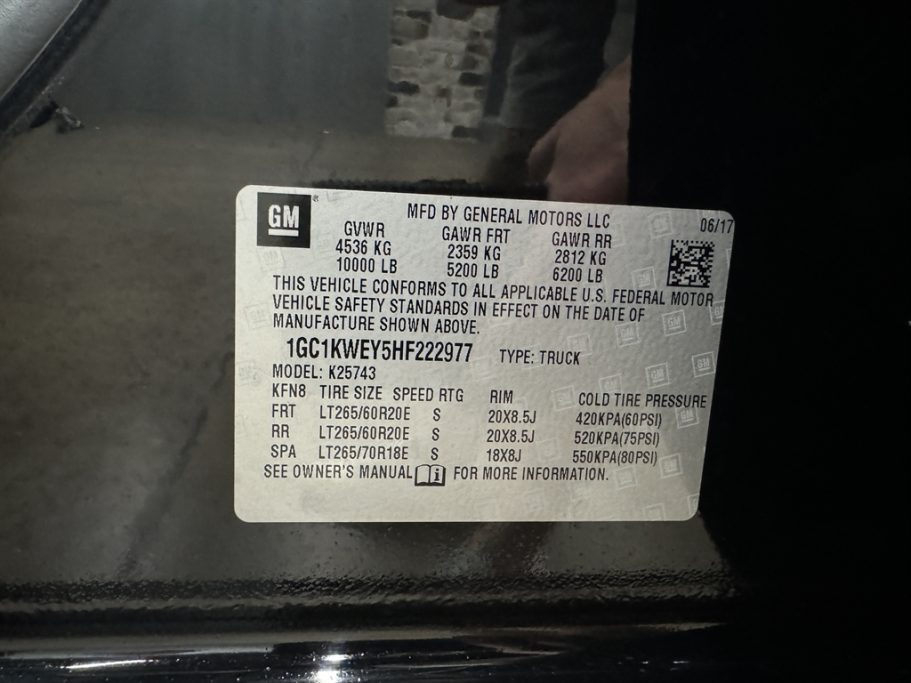 GM
MFD BY GENERAL MOTORS LLC
06/17
GVWR GAWR FRT GAWR RR
4536 KG 2359 KG 2812 KG
10000 LB 5200 LB 6200 LB
THIS VEHICLE CONFORMS TO ALL APPLICABLE U.S. FEDERAL MOTOR
VEHICLE SAFETY STANDARDS IN EFFECT ON THE DATE OF
MANUFACTURE SHOWN ABOVE.
1GC1KWEY5HF222977 TYPE: TRUCK
MODEL: K25743
KFN8 TIRE SIZE SPEED RTG RIM COLD TIRE PRESSURE
FRT LT265/60R20E S 20X8.5J 420KPA(60PSI)
RR LT265/60R20E S 20X8.5J 520KPA(75PSI)
SPA LT265/70R18E S 18X8J 550KPA(80PSI)
SEE OWNER'S MANUAL i FOR MORE INFORMATION.